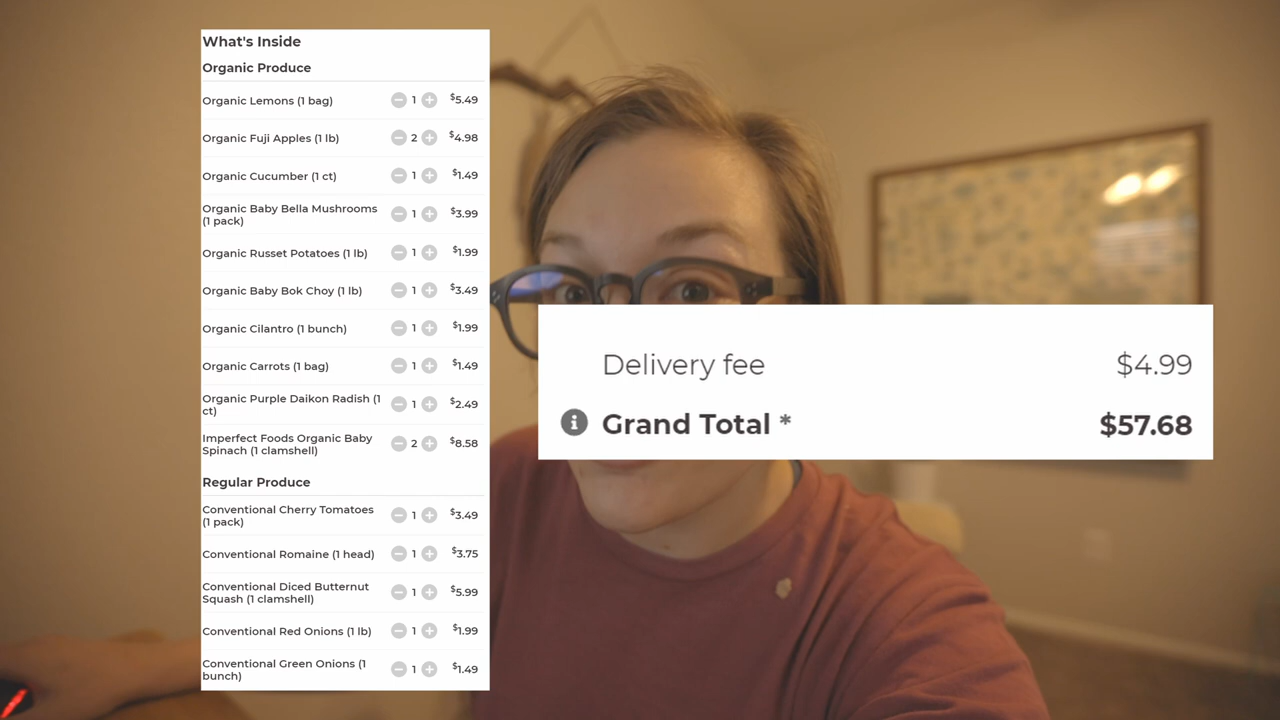 What's Inside
Organic Produce
Organic Lemons (1 bag) 1 $5.49
Organic Fuji Apples (1 lb) 2 $4.98
Organic Cucumber (1 ct) 1 $1.49
Organic Baby Bella Mushrooms
(1 pack) 1 $3.99
Organic Russet Potatoes (1 lb) 1 $1.99
Organic Baby Bok Choy (1 lb) 1 $3.49
Organic Cilantro (1 bunch) 1 $1.99
Organic Carrots (1 bag) 1 $1.49
Organic Purple Daikon Radish (1
ct) 1 $2.49
Imperfect Foods Organic Baby
Spinach (1 clamshell) 2 $8.58
Regular Produce
Conventional Cherry Tomatoes
(1 pack) 1 $3.49
Conventional Romaine (1 head) 1 $3.75
Conventional Diced Butternut
Squash (1 clamshell) 1 $5.99
Conventional Red Onions (1 lb) 1 $1.99
Conventional Green Onions (1
bunch) 1 $1.49
Delivery fee $4.99
Grand Total * $57.68